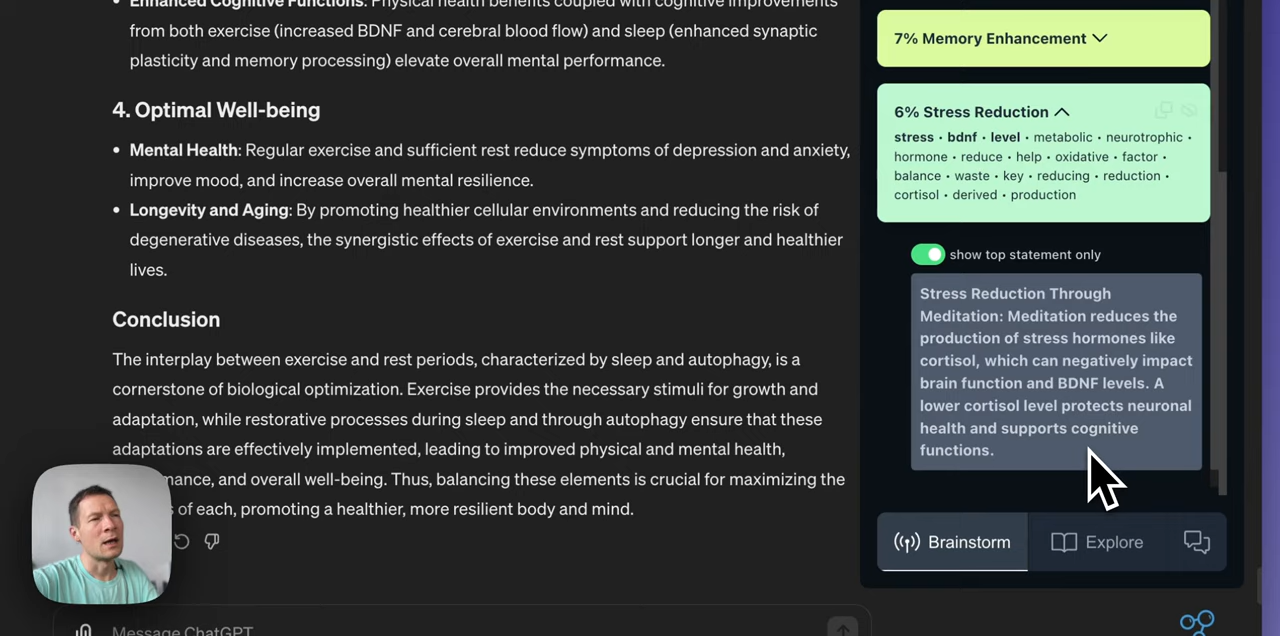 Enhanced Cognitive Functions: Physical health benefits coupled with cognitive improvements
from both exercise (increased BDNF and cerebral blood flow) and sleep (enhanced synaptic
plasticity and memory processing) elevate overall mental performance.
4. Optimal Well-being
• Mental Health: Regular exercise and sufficient rest reduce symptoms of depression and anxiety,
improve mood, and increase overall mental resilience.
• Longevity and Aging: By promoting healthier cellular environments and reducing the risk of
degenerative diseases, the synergistic effects of exercise and rest support longer and healthier
lives.
Conclusion
The interplay between exercise and rest periods, characterized by sleep and autophagy, is a
cornerstone of biological optimization. Exercise provides the necessary stimuli for growth and
adaptation, while restorative processes during sleep and through autophagy ensure that these
adaptations are effectively implemented, leading to improved physical and mental health,
mance, and overall well-being. Thus, balancing these elements is crucial for maximizing the
of each, promoting a healthier, more resilient body and mind.
Message ChatGPT
7% Memory Enhancement
6% Stress Reduction
stress • bdnf • level • metabolic • neurotrophic •
hormone • reduce • help • oxidative • factor •
balance • waste • key • reducing • reduction •
cortisol • derived • production
show top statement only
Stress Reduction Through
Meditation: Meditation reduces the
production of stress hormones like
cortisol, which can negatively impact
brain function and BDNF levels. A
lower cortisol level protects neuronal
health and supports cognitive
functions.
Brainstorm
Explore